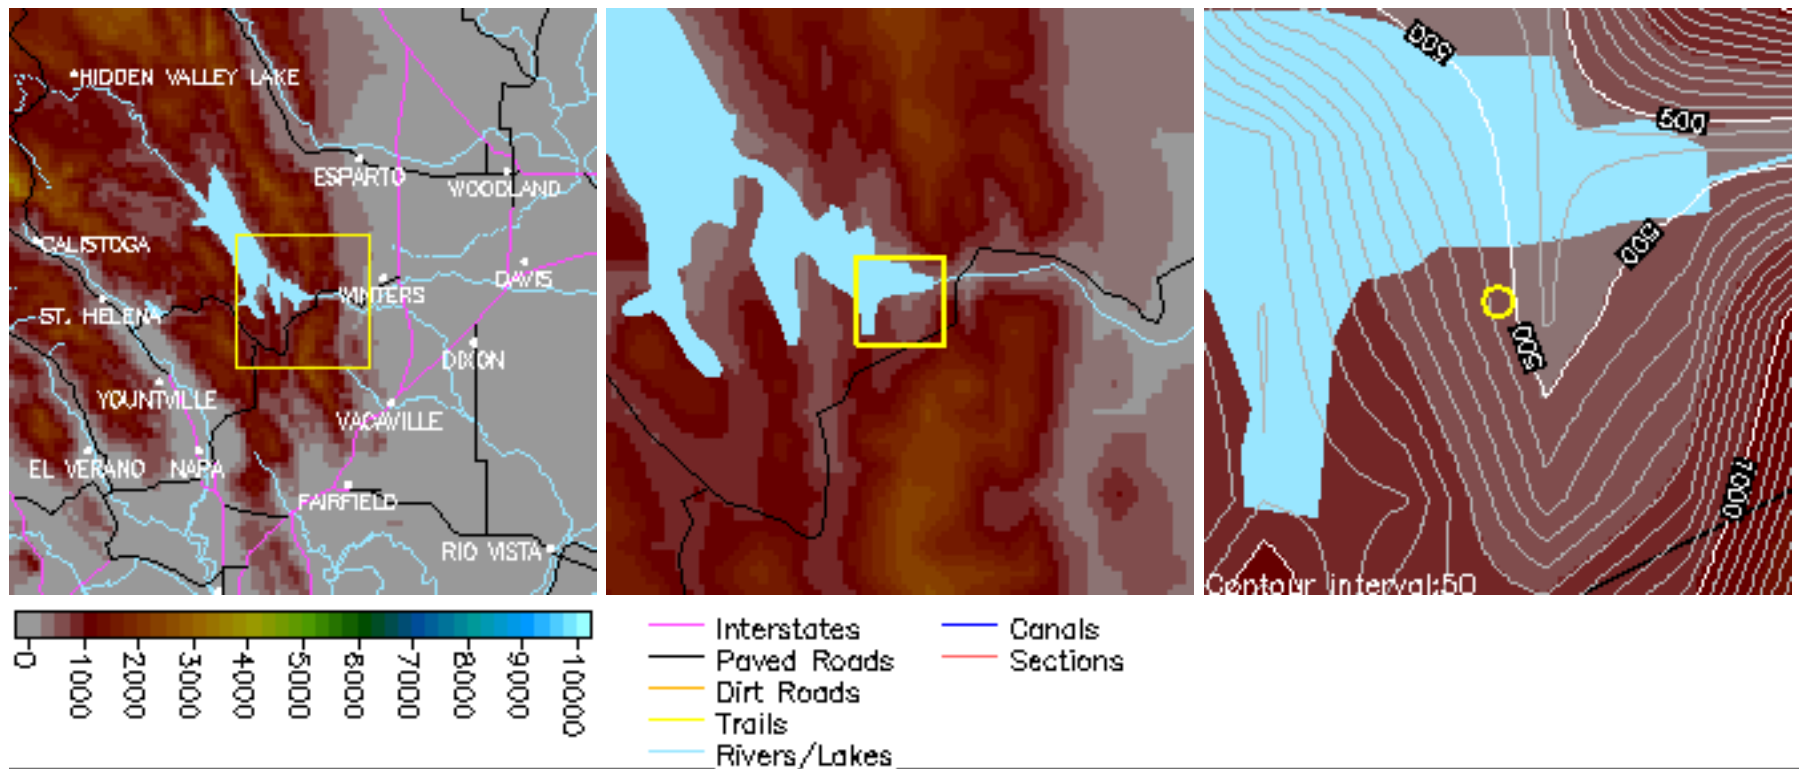 HIDDEN VALLEY LAKE
ESPARTO
WOODLAND
CALISTOGA
DAVIS
WINTERS
ST. HELENA
DIXON
YOUNTVILLE
VACAVILLE
EL VERANO
NAPA
FAIRFIELD
RIO VISTA
500
500
500
500
1000
Contour Interval:50
0
1000
2000
3000
4000
5000
6000
7000
8000
9000
10000
Interstates
Paved Roads
Dirt Roads
Trails
Rivers/Lakes
Canals
Sections